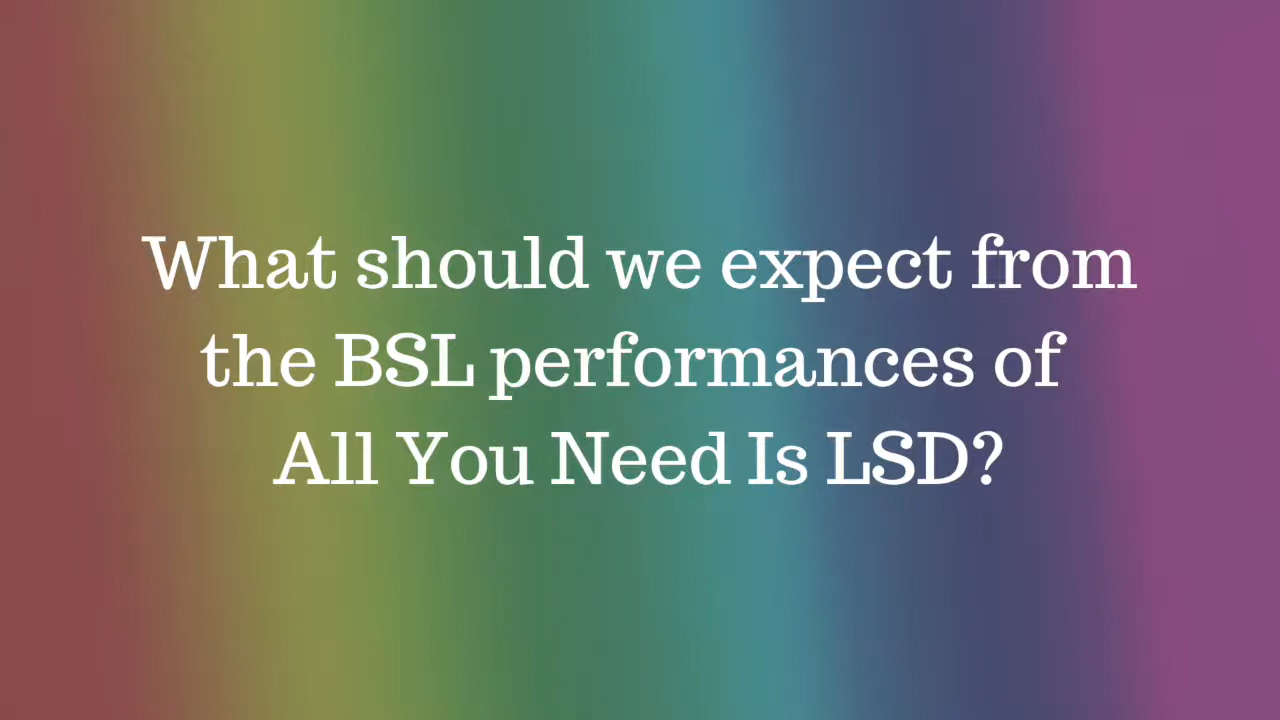 What should we expect from
the BSL performances of
All You Need Is LSD?